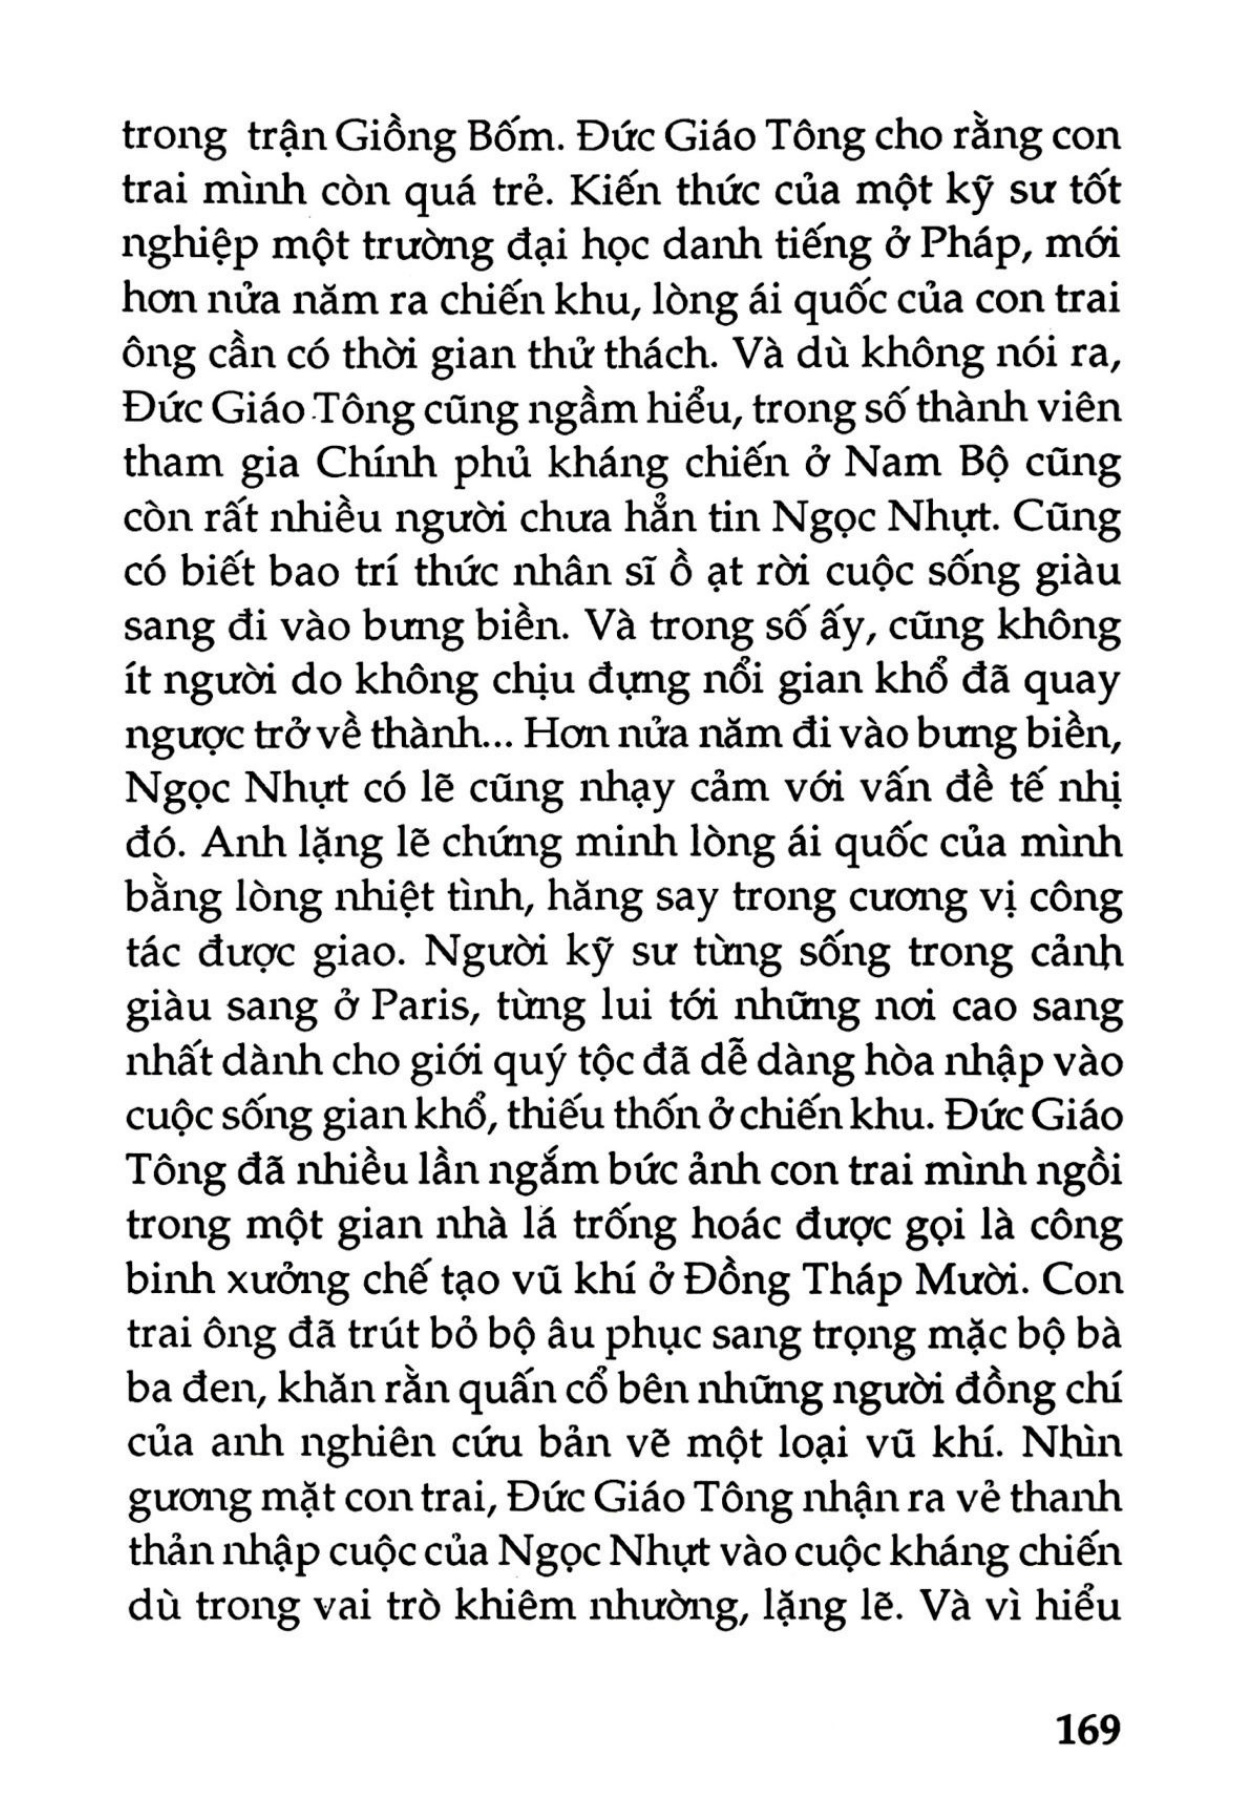 trong trận Giồng Bốm. Đức Giáo Tông cho rằng con
trai mình còn quá trẻ. Kiến thức của một kỹ sư tốt
nghiệp một trường đại học danh tiếng ở Pháp, mới
hơn nửa năm ra chiến khu, lòng ái quốc của con trai
ông cần có thời gian thử thách. Và dù không nói ra,
Đức Giáo Tông cũng ngầm hiểu, trong số thành viên
tham gia Chính phủ kháng chiến ở Nam Bộ cũng
còn rất nhiều người chưa hẳn tin Ngọc Nhựt. Cũng
có biết bao trí thức nhân sĩ ồ ạt rời cuộc sống giàu
sang đi vào bưng biền. Và trong số ấy, cũng không
ít người do không chịu đựng nổi gian khổ đã quay
ngược trở về thành... Hơn nửa năm đi vào bưng biền,
Ngọc Nhựt có lẽ cũng nhạy cảm với vấn đề tế nhị
đó. Anh lặng lẽ chứng minh lòng ái quốc của mình
bằng lòng nhiệt tình, hăng say trong cương vị công
tác được giao. Người kỹ sư từng sống trong cảnh
giàu sang ở Paris, từng lui tới những nơi cao sang
nhất dành cho giới quý tộc đã dễ dàng hòa nhập vào
cuộc sống gian khổ, thiếu thốn ở chiến khu. Đức Giáo
Tông đã nhiều lần ngắm bức ảnh con trai mình ngồi
trong một gian nhà lá trống hoác được gọi là công
binh xưởng chế tạo vũ khí ở Đồng Tháp Mười. Con
trai ông đã trút bỏ bộ âu phục sang trọng mặc bộ bà
ba đen, khăn rằn quấn cổ bên những người đồng chí
của anh nghiên cứu bản vẽ một loại vũ khí. Nhìn
gương mặt con trai, Đức Giáo Tông nhận ra vẻ thanh
thản nhập cuộc của Ngọc Nhựt vào cuộc kháng chiến
dù trong vai trò khiêm nhường, lặng lẽ. Và vì hiểu
169